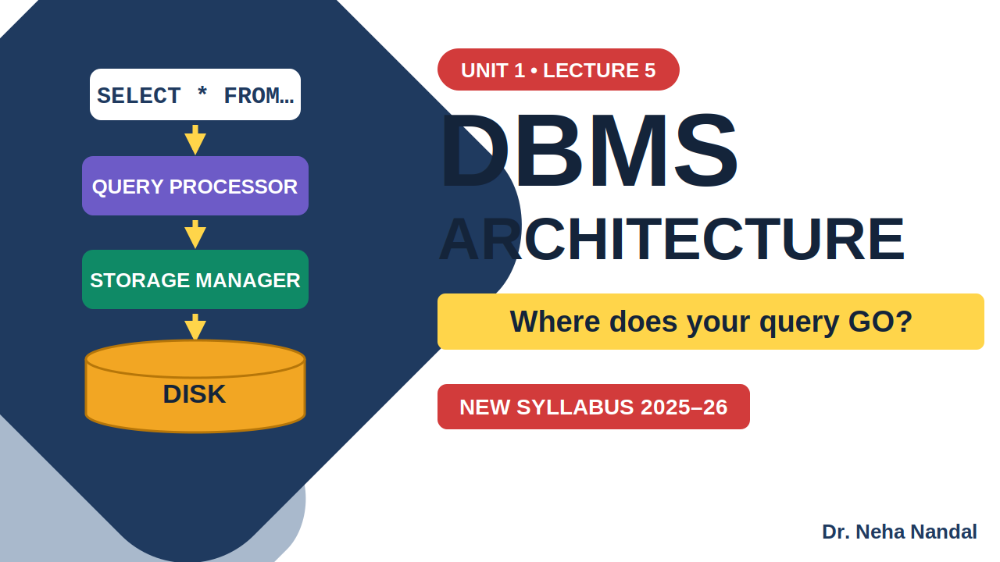 SELECT * FROM…
QUERY PROCESSOR
STORAGE MANAGER
DISK
UNIT 1 • LECTURE 5
DBMS
ARCHITECTURE
Where does your query GO?
NEW SYLLABUS 2025–26
Dr. Neha Nandal